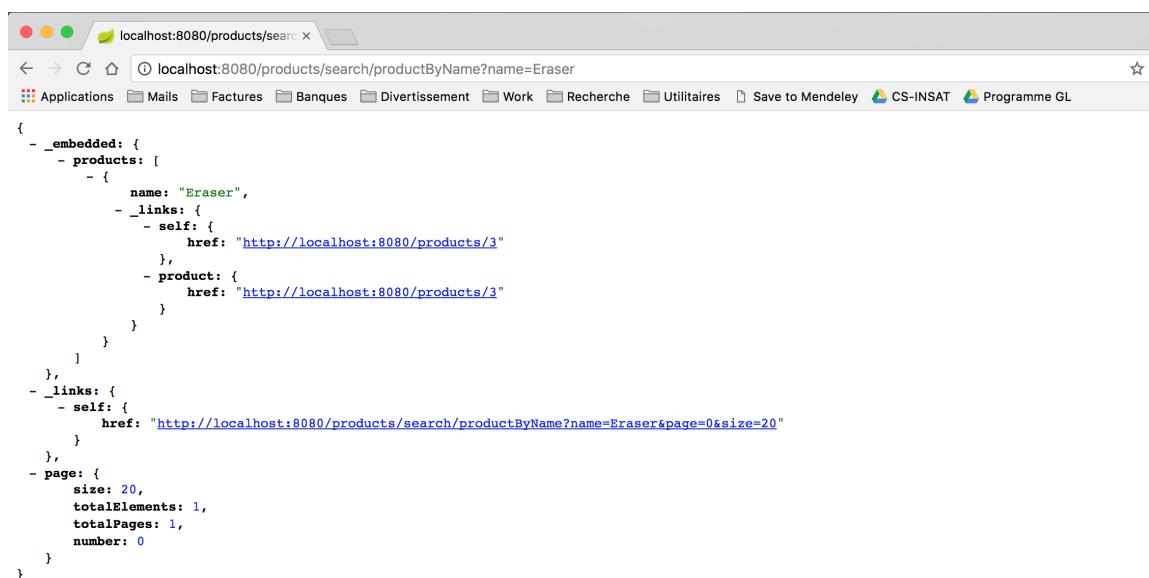 localhost:8080/products/searc
localhost:8080/products/search/productByName?name=Eraser
Applications Mails Factures Banques Divertissement Work Recherche Utilitaires Save to Mendeley CS-INSAT Programme GL
{
- _embedded: {
- products: [
- {
name: "Eraser",
- _links: {
- self: {
href: "http://localhost:8080/products/3"
},
- product: {
href: "http://localhost:8080/products/3"
}
}
}
]
},
- _links: {
- self: {
href: "http://localhost:8080/products/search/productByName?name=Eraser&page=0&size=20"
}
},
- page: {
size: 20,
totalElements: 1,
totalPages: 1,
number: 0
}
}